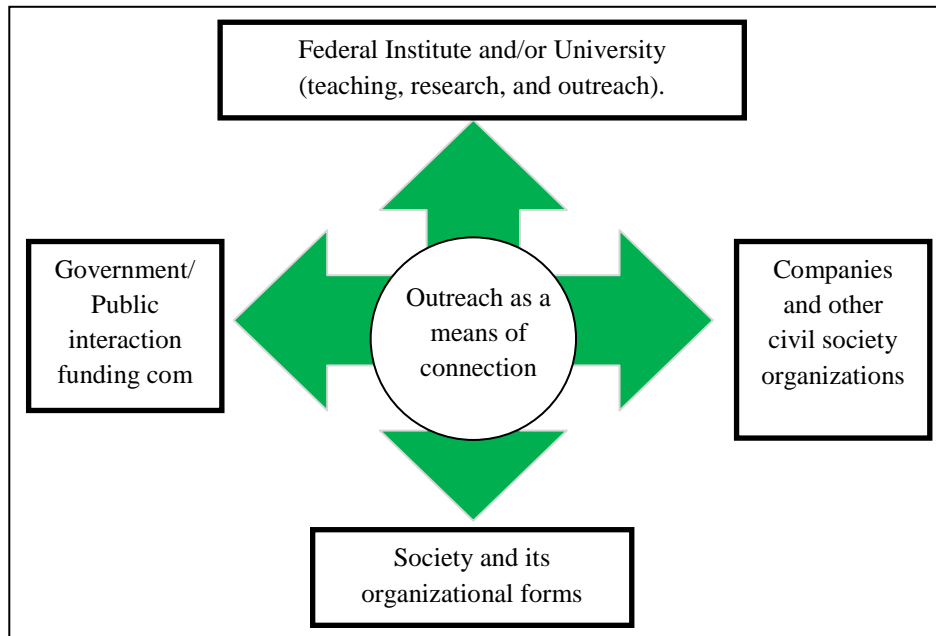 Federal Institute and/or University
(teaching, research, and outreach).
Government/
Public
interaction
funding com
Outreach as a
means of
connection
Companies
and other
civil society
organizations
Society and its
organizational forms